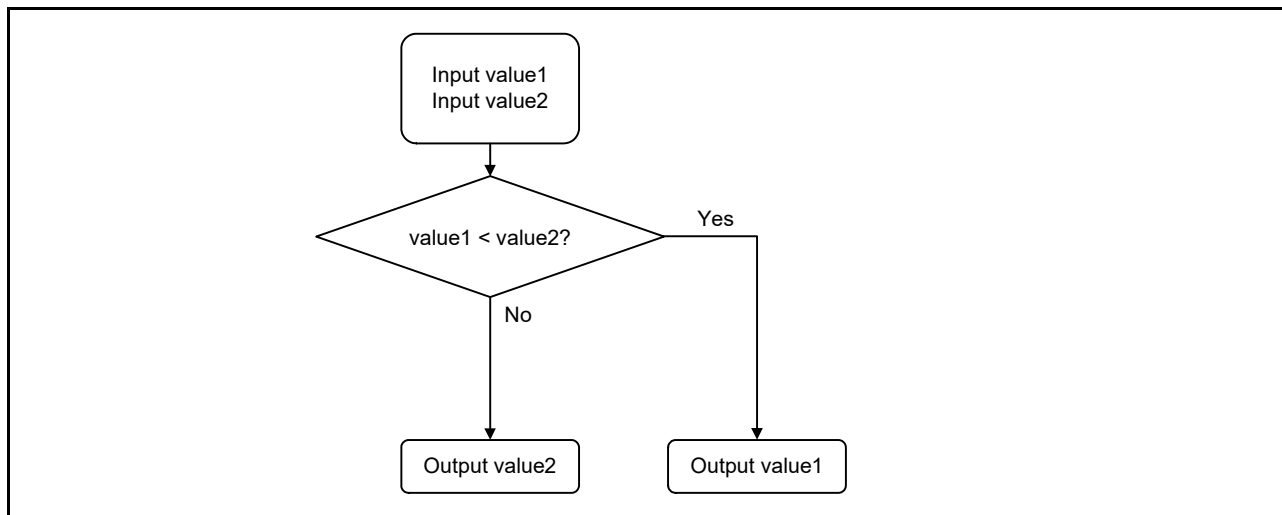 Input value1
Input value2
value1 < value2?
Yes
No
Output value2
Output value1